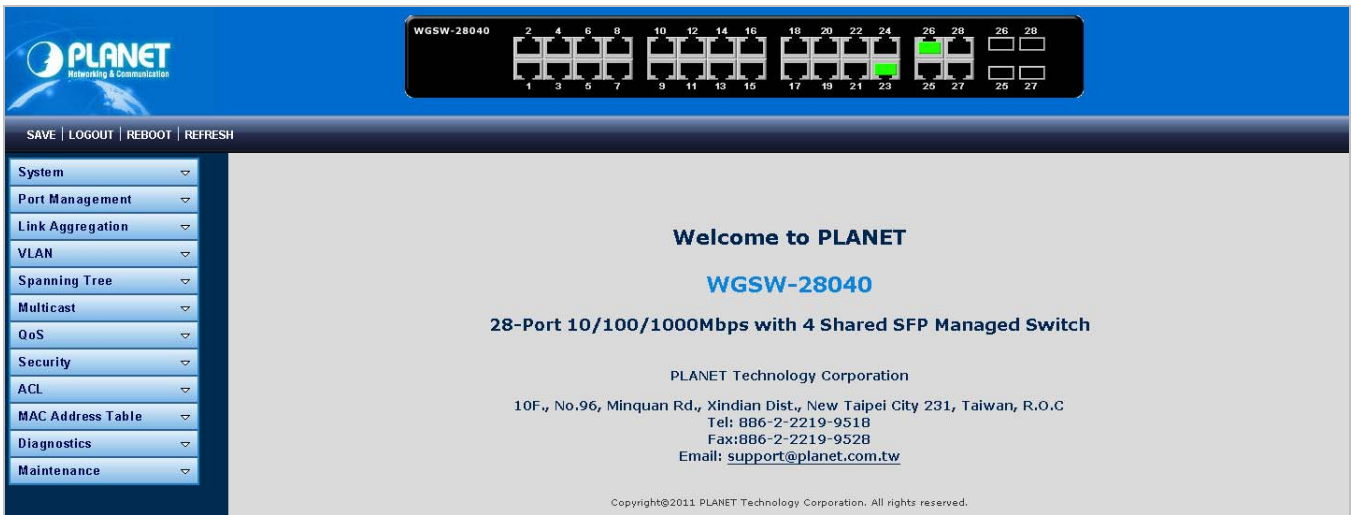 PLANET
Networking & Communication
WGSW-28040
2 4 6 8 10 12 14 16 18 20 22 24 26 28 26 28
1 3 5 7 9 11 13 15 17 19 21 23 25 27 25 27
SAVE | LOGOUT | REBOOT | REFRESH
System
Port Management
Link Aggregation
VLAN
Spanning Tree
Multicast
QoS
Security
ACL
MAC Address Table
Diagnostics
Maintenance
Welcome to PLANET
WGSW-28040
28-Port 10/100/1000Mbps with 4 Shared SFP Managed Switch
PLANET Technology Corporation
10F., No.96, Minquan Rd., Xindian Dist., New Taipei City 231, Taiwan, R.O.C
Tel: 886-2-2219-9518
Fax:886-2-2219-9528
Email: support@planet.com.tw
Copyright©2011 PLANET Technology Corporation. All rights reserved.